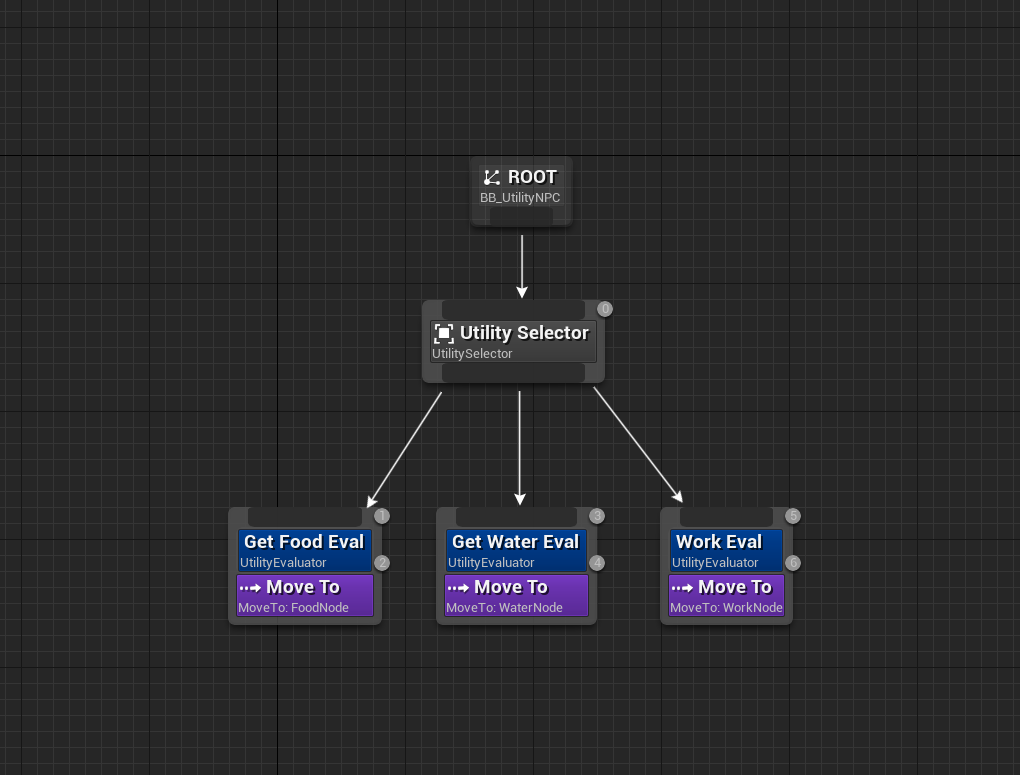 ROOT
BB_UtilityNPC
0
Utility Selector
UtilitySelector
1
Get Food Eval
UtilityEvaluator
2
Move To
MoveTo: FoodNode
3
Get Water Eval
UtilityEvaluator
4
Move To
MoveTo: WaterNode
5
Work Eval
UtilityEvaluator
6
Move To
MoveTo: WorkNode